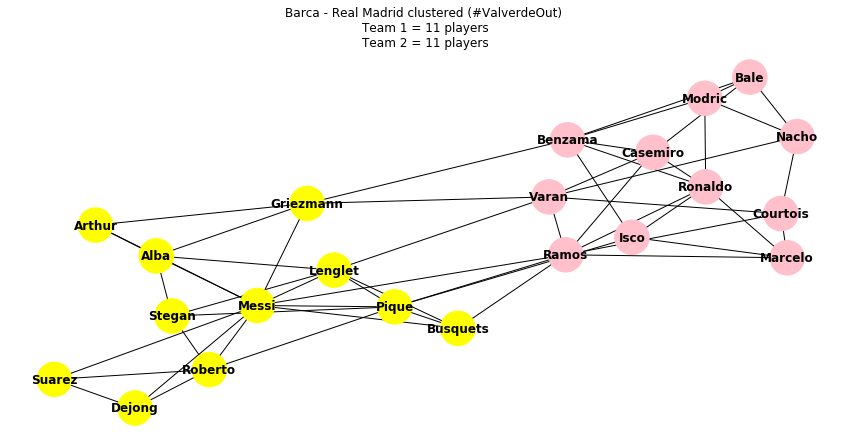 Barca - Real Madrid clustered (#ValverdeOut)
Team 1 = 11 players
Team 2 = 11 players
Bale
Modric
Nacho
Benzama
Casemiro
Ronaldo
Varan
Griezmann
Courtois
Arthur
Isco
Alba
Ramos
Marcelo
Lenglet
Messi
Pique
Stegan
Busquets
Roberto
Suarez
Dejong